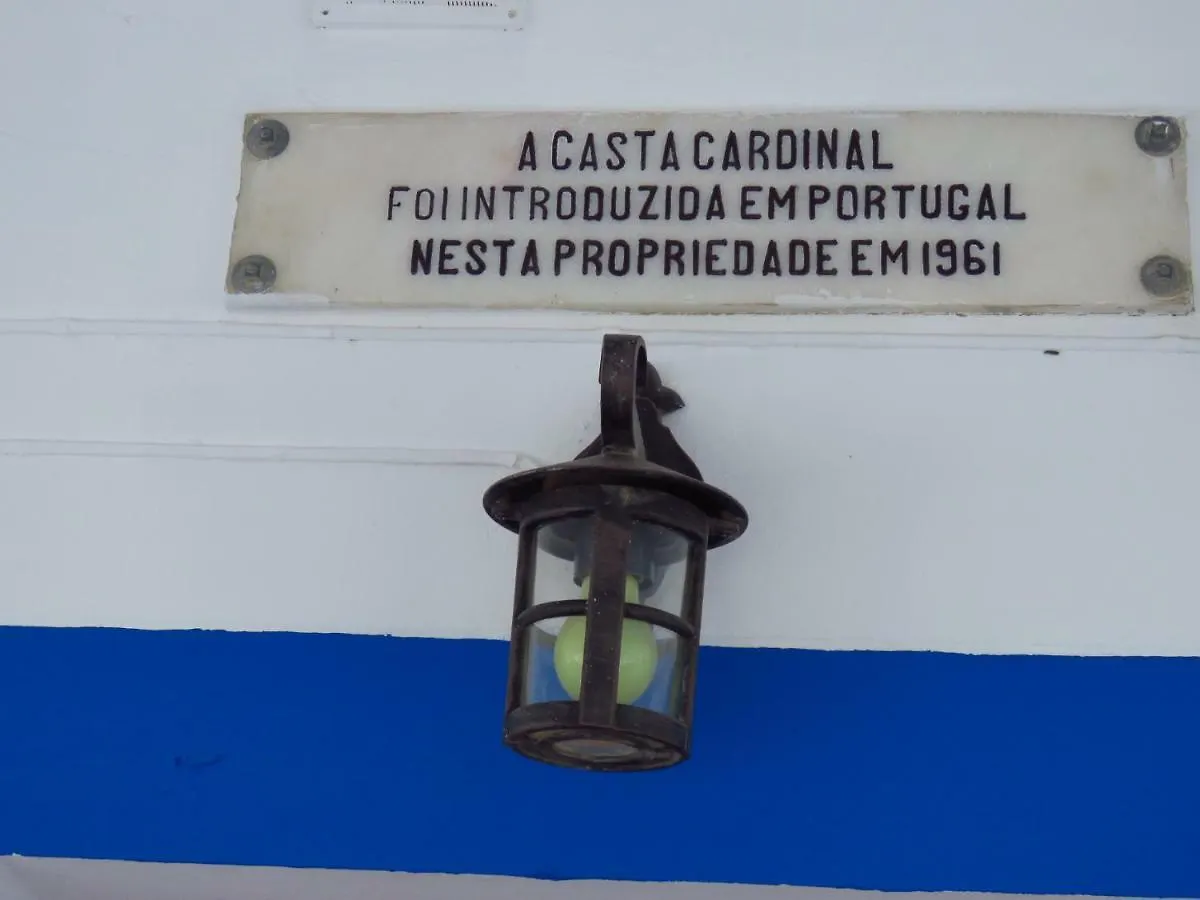 A CASTA CARDINAL
FOI INTRODUZIDA EM PORTUGAL
NESTA PROPRIEDADE EM 1961